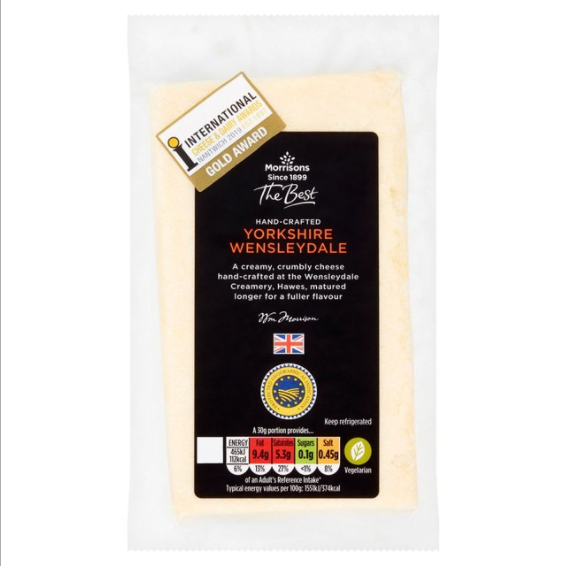 INTERNATIONAL
CHEESE & DAIRY AWARDS
NANTWICH 2019
GOLD AWARD
Morrisons
Since 1899
The Best
HAND-CRAFTED
YORKSHIRE
WENSLEYDALE
A creamy, crumbly cheese
hand-crafted at the Wensleydale
Creamery, Hawes, matured
longer for a fuller flavour
Wm Morrison
Keep refrigerated
A 30g portion provides...
ENERGY Fat Saturates Sugars Salt
465kJ 9.4g 5.3g 0.1g 0.45g
112kcal
6% 13% 27% <1% 8%
Vegetarian
of an Adult's Reference Intake*
Typical energy values per 100g: 1551kJ/374kcal